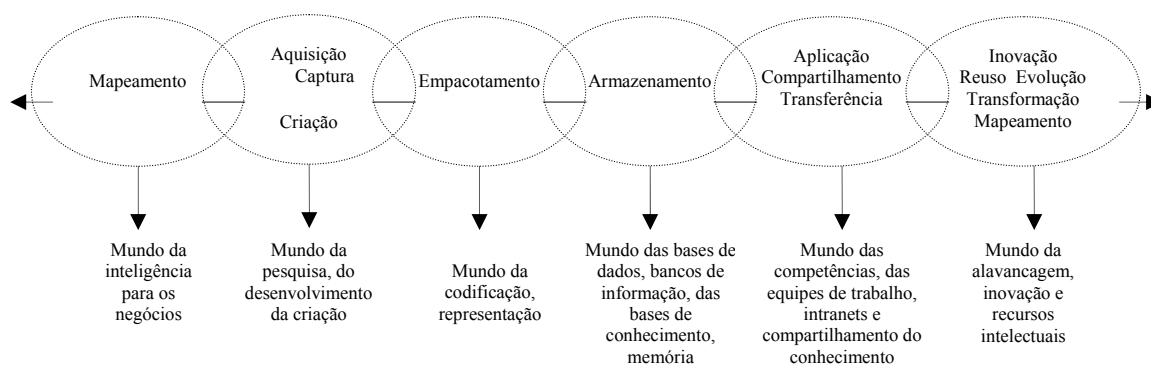 Mapeamento
Aquisição
Captura
Criação
Empacotamento
Armazenamento
Aplicação
Compartilhamento
Transferência
Inovação
Reuso Evolução
Transformação
Mapeamento
Mundo da
inteligência
para os
negócios
Mundo da
pesquisa, do
desenvolvimento
da criação
Mundo da
codificação,
representação
Mundo das bases de
dados, bancos de
informação, das
bases de
conhecimento,
memória
Mundo das
competências, das
equipes de trabalho,
intranets e
compartilhamento do
conhecimento
Mundo da
alavancagem,
inovação e
recursos
intelectuais